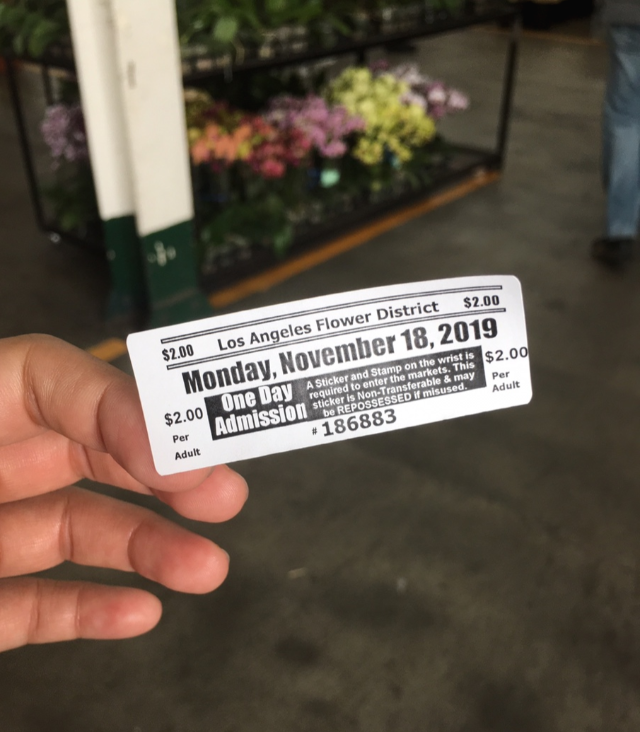 $2.00 Los Angeles Flower District $2.00
Monday, November 18, 2019
$2.00
Per
Adult
One Day
Admission
A Sticker and Stamp on the wrist is
required to enter the markets. This
sticker is Non-Transferable & may
be REPOSSESSED if misused.
$2.00
Per
Adult
# 186883